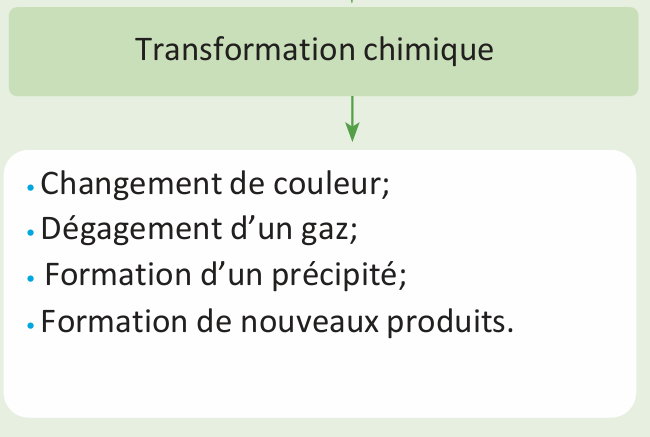 Transformation chimique
• Changement de couleur;
• Dégagement d’un gaz;
• Formation d’un précipité;
• Formation de nouveaux produits.